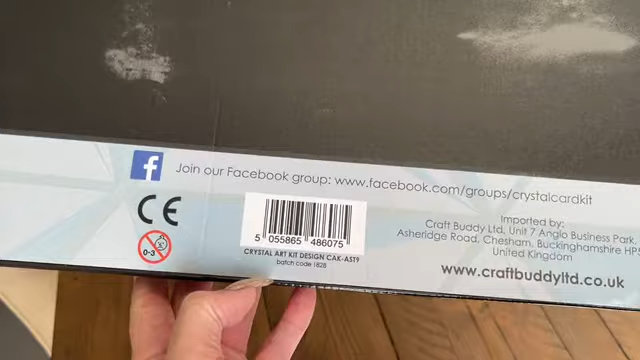 f Join our Facebook group: www.facebook.com/groups/crystalcardkit
CE
0-3
5 055865 486075
CRYSTAL ART KIT DESIGN CAK-AST9
batch code 1828
Imported by:
Craft Buddy Ltd, Unit 7 Anglo Business Park,
Asheridge Road, Chesham, Buckinghamshire HP5
United Kingdom
www.craftbuddyltd.co.uk